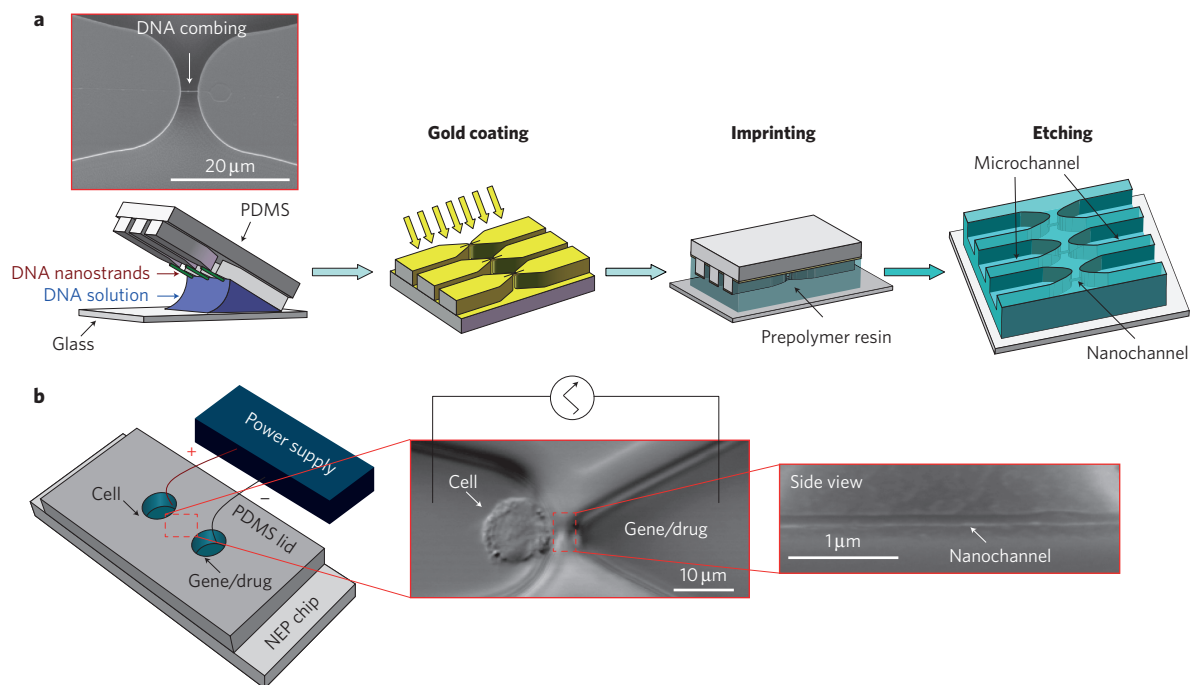 a
DNA combing
20 µm
PDMS
DNA nanostrands
DNA solution
Glass
Gold coating
Imprinting
Prepolymer resin
Etching
Microchannel
Nanochannel
b
Power supply
+
−
Cell
PDMS lid
Gene/drug
NEP chip
Cell
Gene/drug
10 µm
Side view
1 µm
Nanochannel